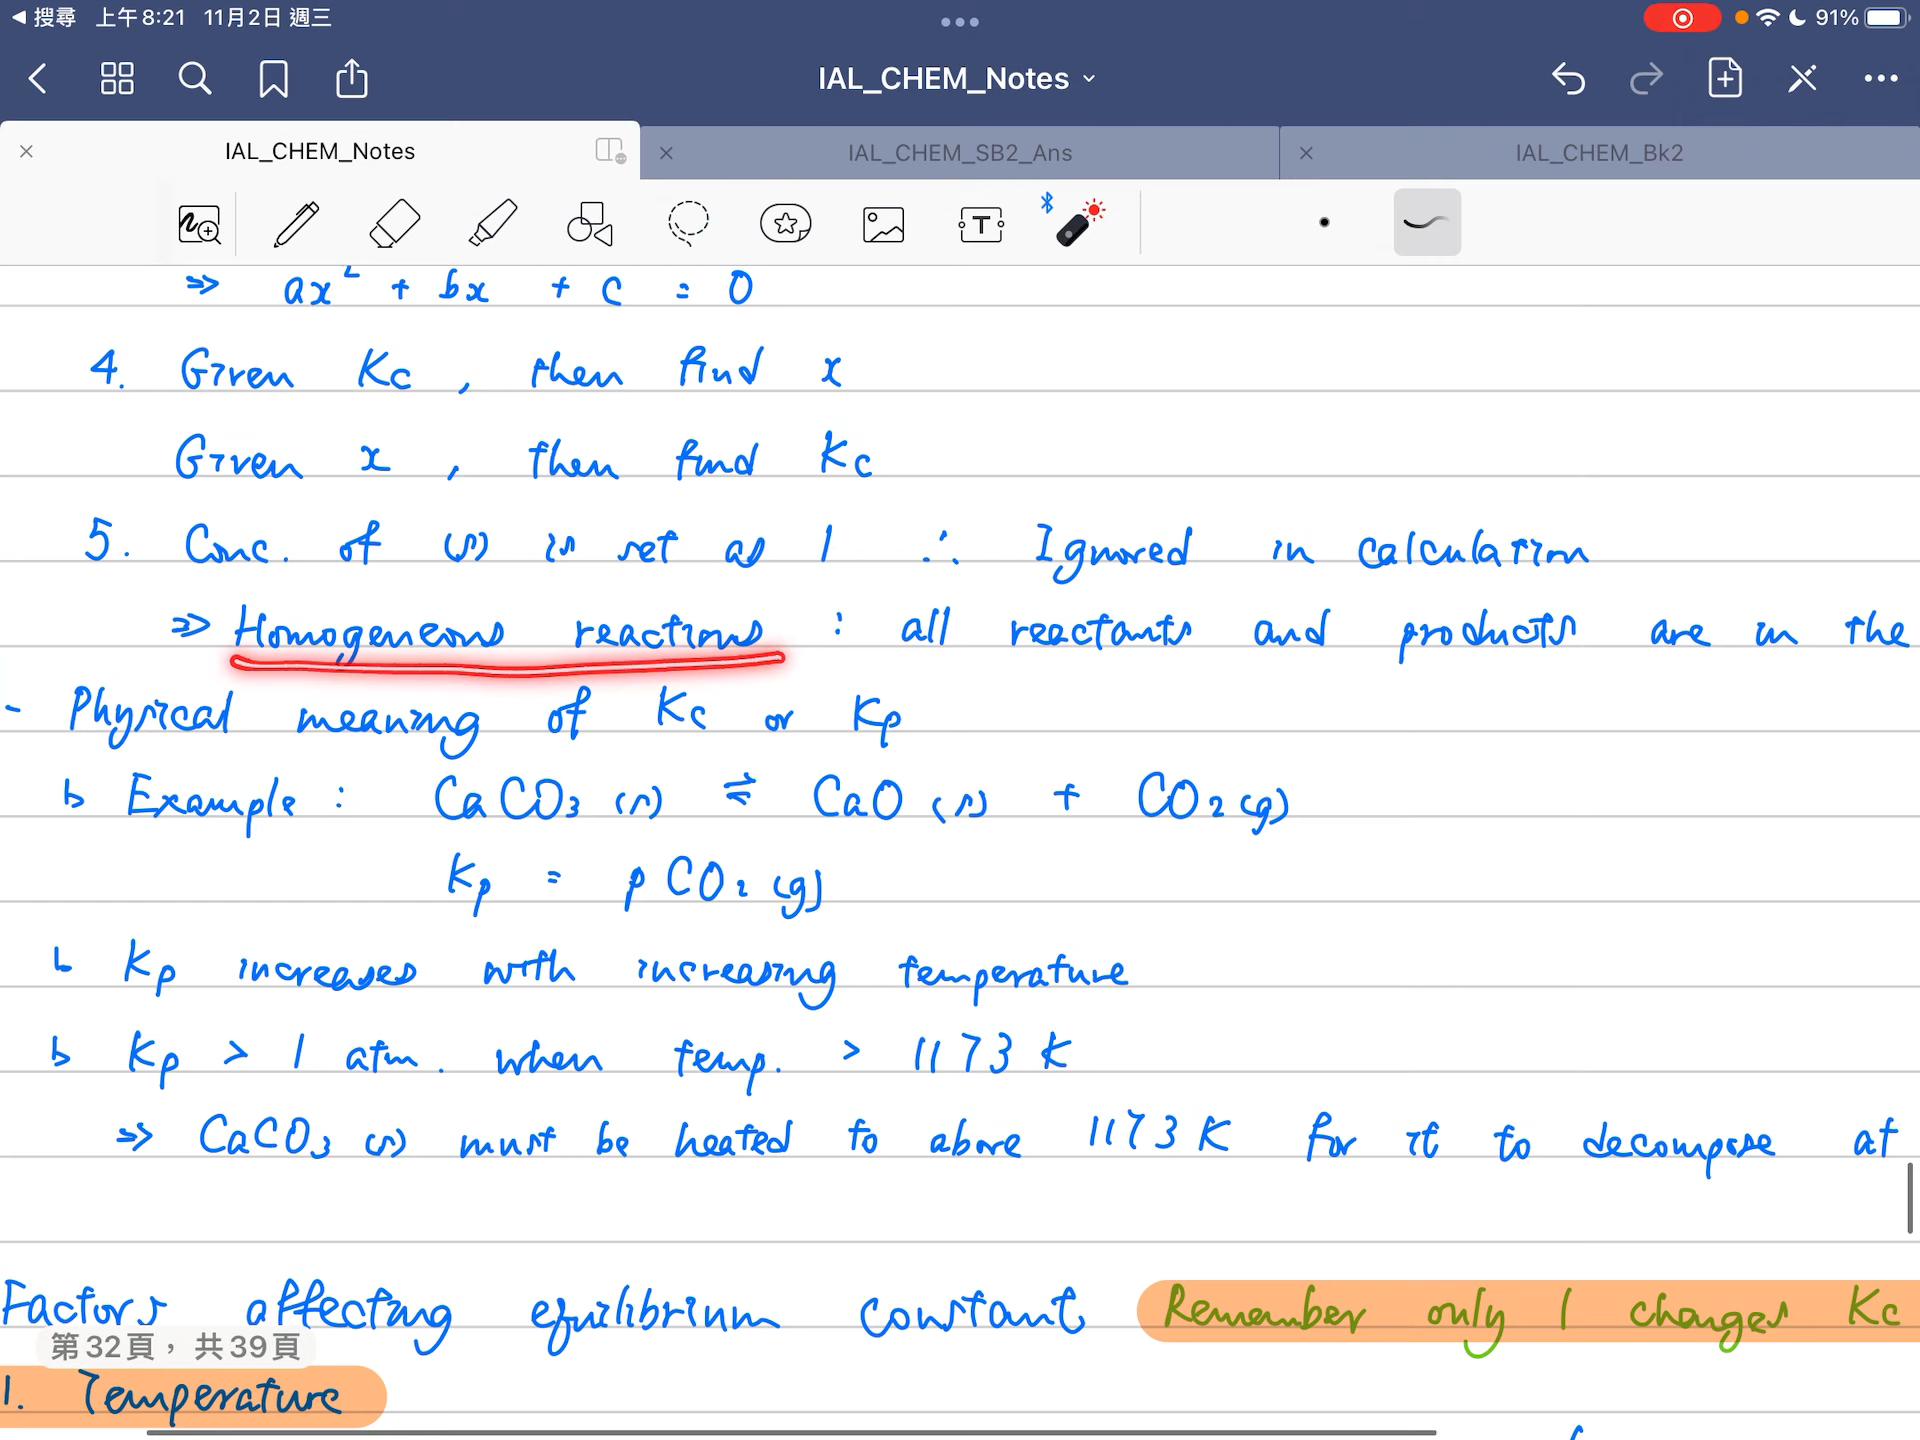 ◀ 搜尋 上午8:21 11月2日 週三 91%
IAL_CHEM_Notes
IAL_CHEM_Notes IAL_CHEM_SB2_Ans IAL_CHEM_Bk2
⇒ ax² + bx + c = 0
4. Given Kc, then find x
Given x, then find Kc
5. Conc. of (s) is set as 1 ∴ Ignored in calculation
⇒ Homogeneous reactions : all reactants and products are in the
- Physical meaning of Kc or Kp
↳ Example : CaCO₃ (s) ⇌ CaO (s) + CO₂ (g)
Kp = pCO₂ (g)
↳ Kp increases with increasing temperature
↳ Kp > 1 atm. when temp. > 1173 K
⇒ CaCO₃ (s) must be heated to above 1173 K for it to decompose at
Factors affecting equilibrium constant Remember only 1 changes Kc
第32頁，共39頁
1. Temperature